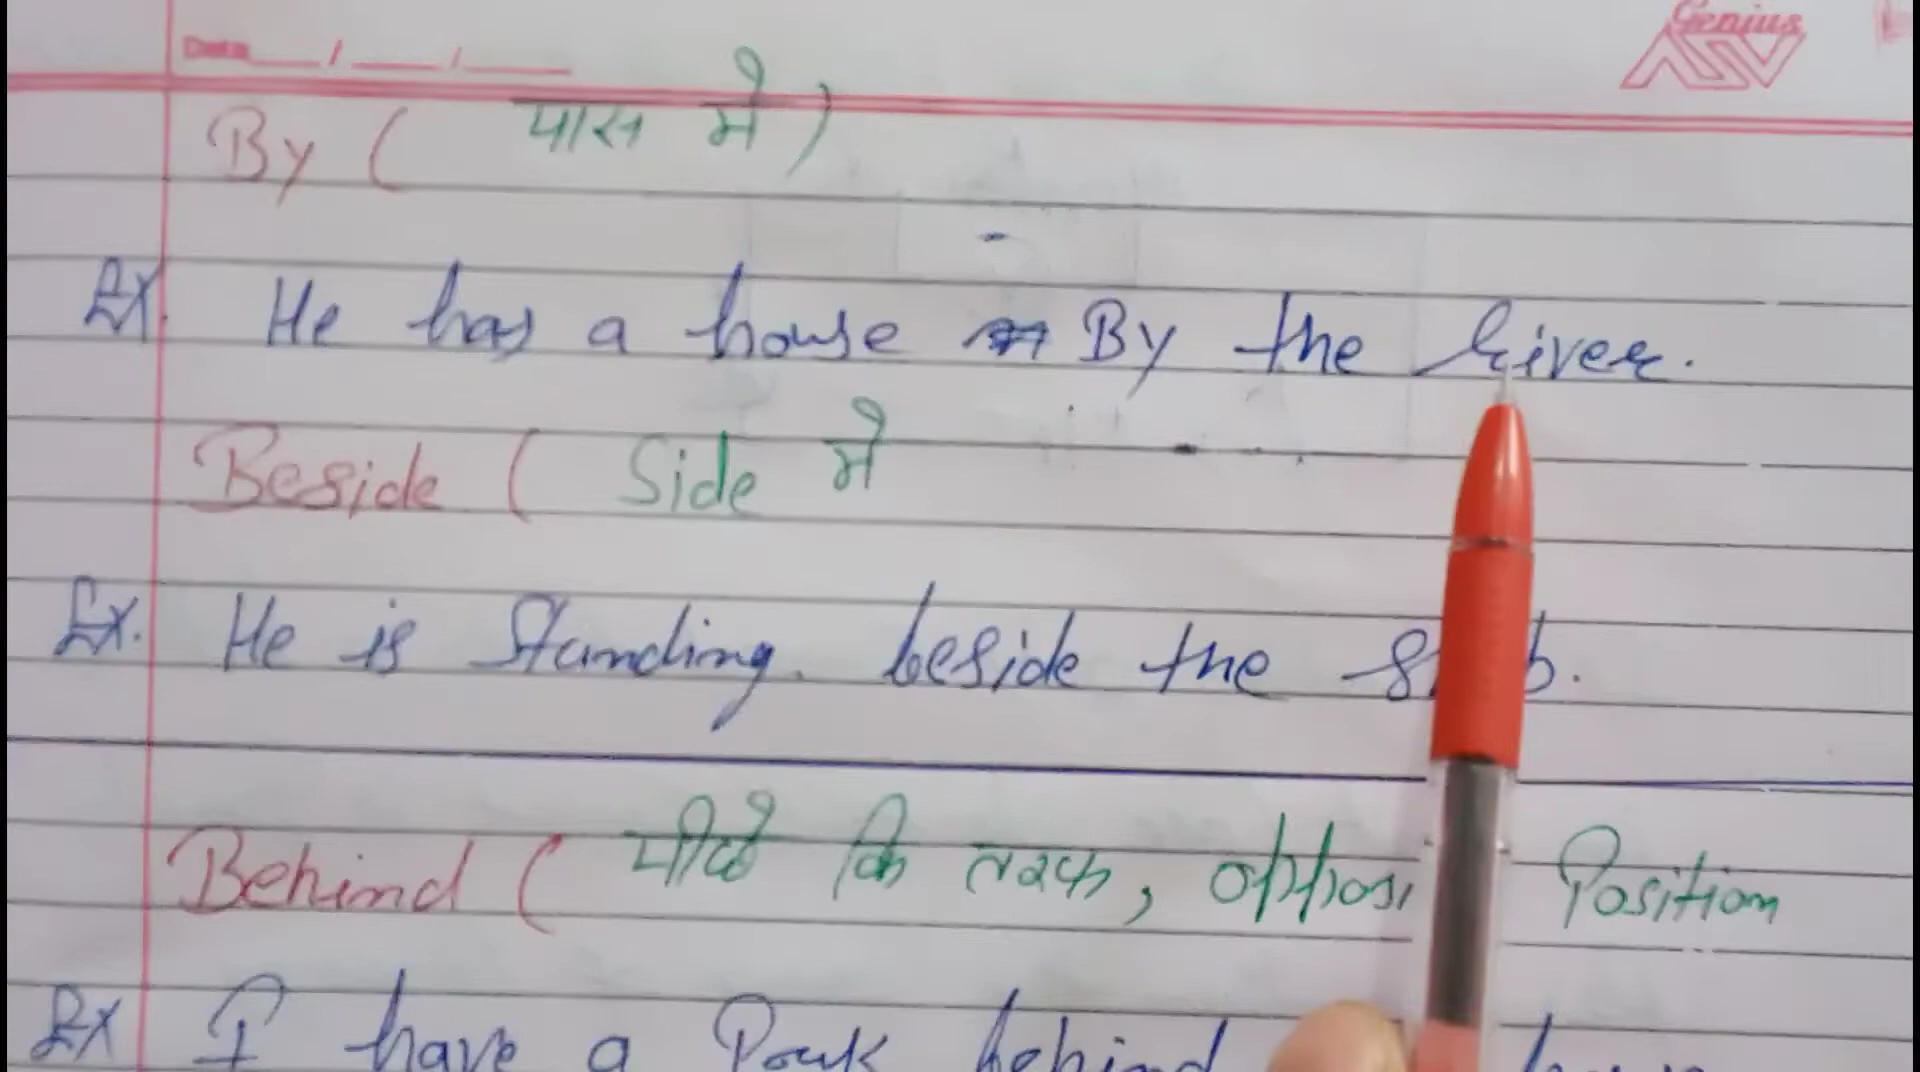 Genius
Date
By ( पास में )
Ex. He has a house By the River.
Beside ( Side में
Ex. He is Standing. beside the
Behind ( पीछे कि तरफ, Position
Ex I have a Park behind